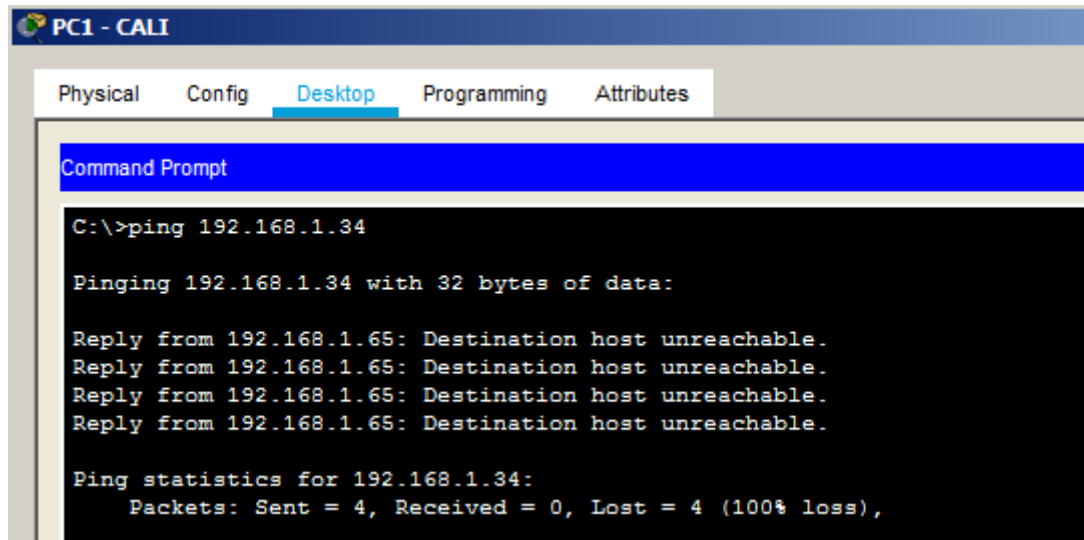 PC1 - CALI
Physical Config Desktop Programming Attributes
Command Prompt
C:\>ping 192.168.1.34
Pinging 192.168.1.34 with 32 bytes of data:
Reply from 192.168.1.65: Destination host unreachable.
Reply from 192.168.1.65: Destination host unreachable.
Reply from 192.168.1.65: Destination host unreachable.
Reply from 192.168.1.65: Destination host unreachable.
Ping statistics for 192.168.1.34:
Packets: Sent = 4, Received = 0, Lost = 4 (100% loss),